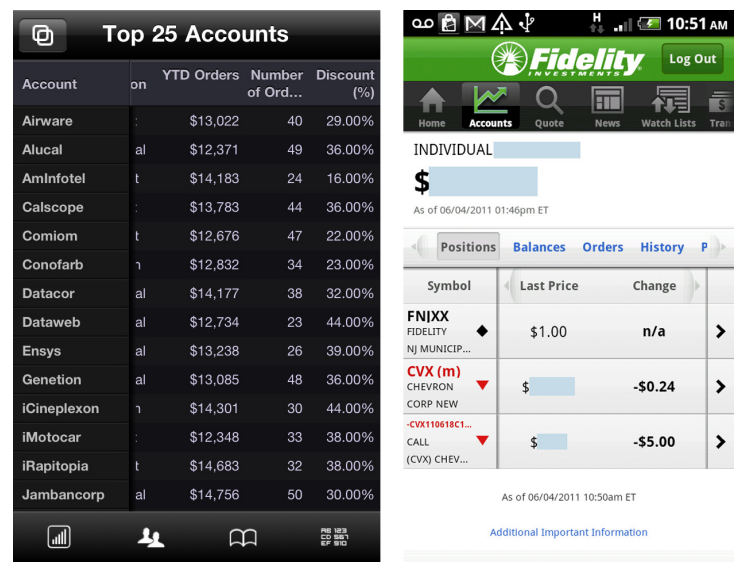 Top 25 Accounts
Account on YTD Orders Number of Ord... Discount (%)
Airware : $13,022 40 29.00%
Alucal al $12,371 49 36.00%
AmInfotel t $14,183 24 16.00%
Calscope : $13,783 44 36.00%
Comiom t $12,676 47 22.00%
Conofarb $12,832 34 23.00%
Datacor al $14,177 38 32.00%
Dataweb al $12,734 23 44.00%
Ensys al $13,238 26 39.00%
Genetion al $13,085 48 36.00%
iCineplexon $14,301 30 44.00%
iMotocar : $12,348 33 38.00%
iRapitopia t $14,683 32 38.00%
Jambancorp al $14,756 50 30.00%
H 10:51 AM
Fidelity INVESTMENTS Log Out
Home Accounts Quote News Watch Lists Tran
INDIVIDUAL
$
As of 06/04/2011 01:46pm ET
Positions Balances Orders History P
Symbol Last Price Change
FNJXX
FIDELITY $1.00 n/a
NJ MUNICIP...
CVX (m)
CHEVRON $ -$0.24
CORP NEW
-CVX110618C1...
CALL $ -$5.00
(CVX) CHEV...
As of 06/04/2011 10:50am ET
Additional Important Information